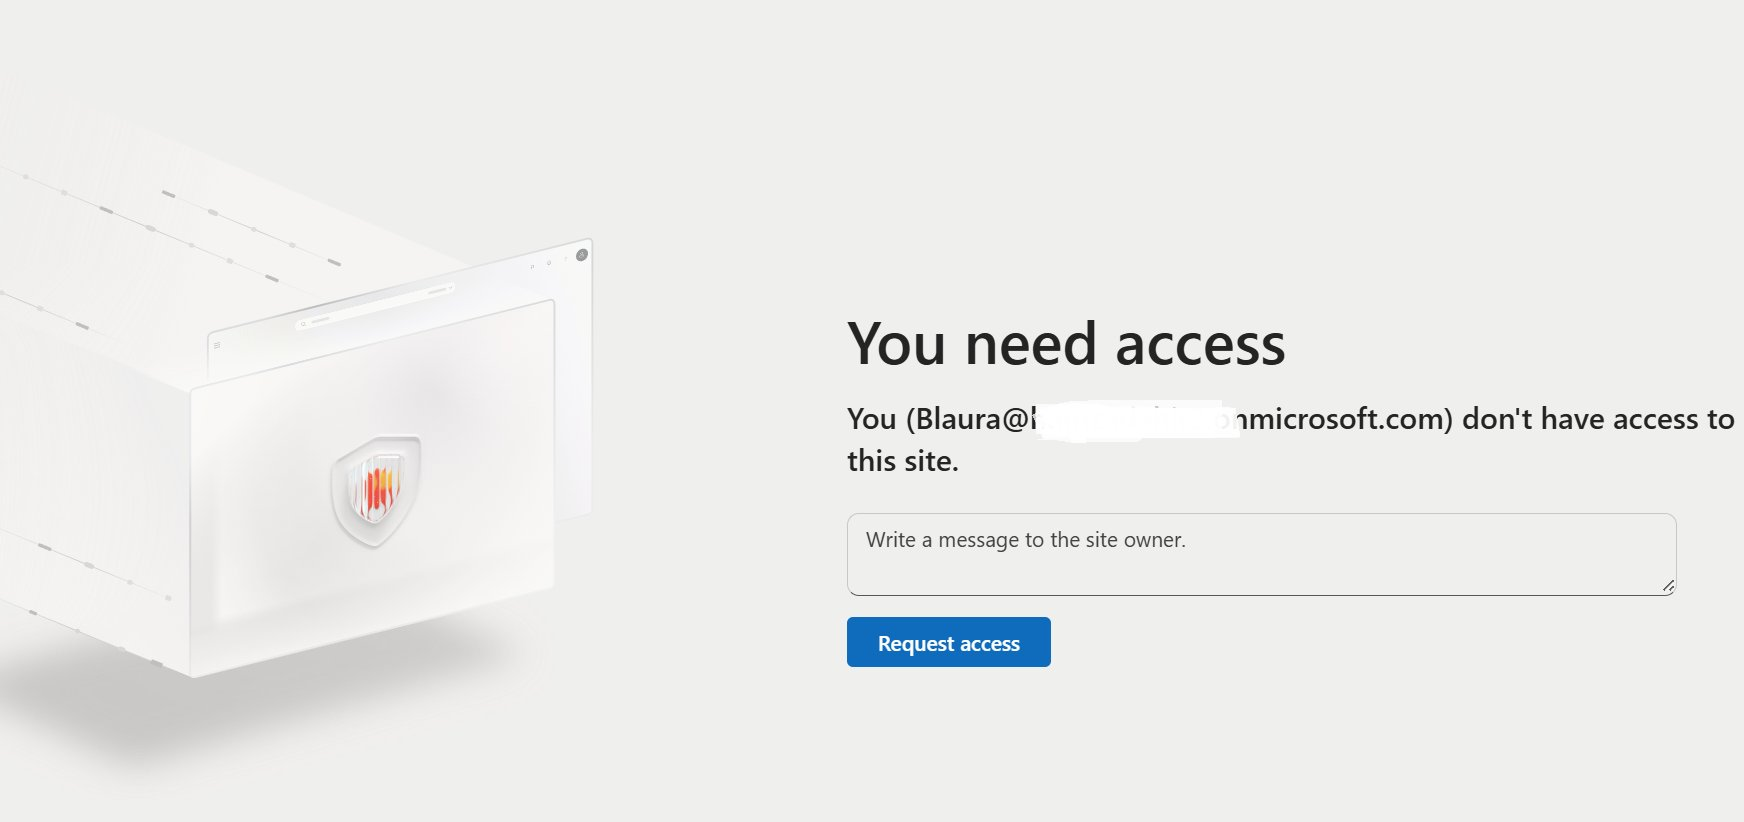 You need access
You (Blaura@ onmicrosoft.com) don't have access to
this site.
Write a message to the site owner.
Request access